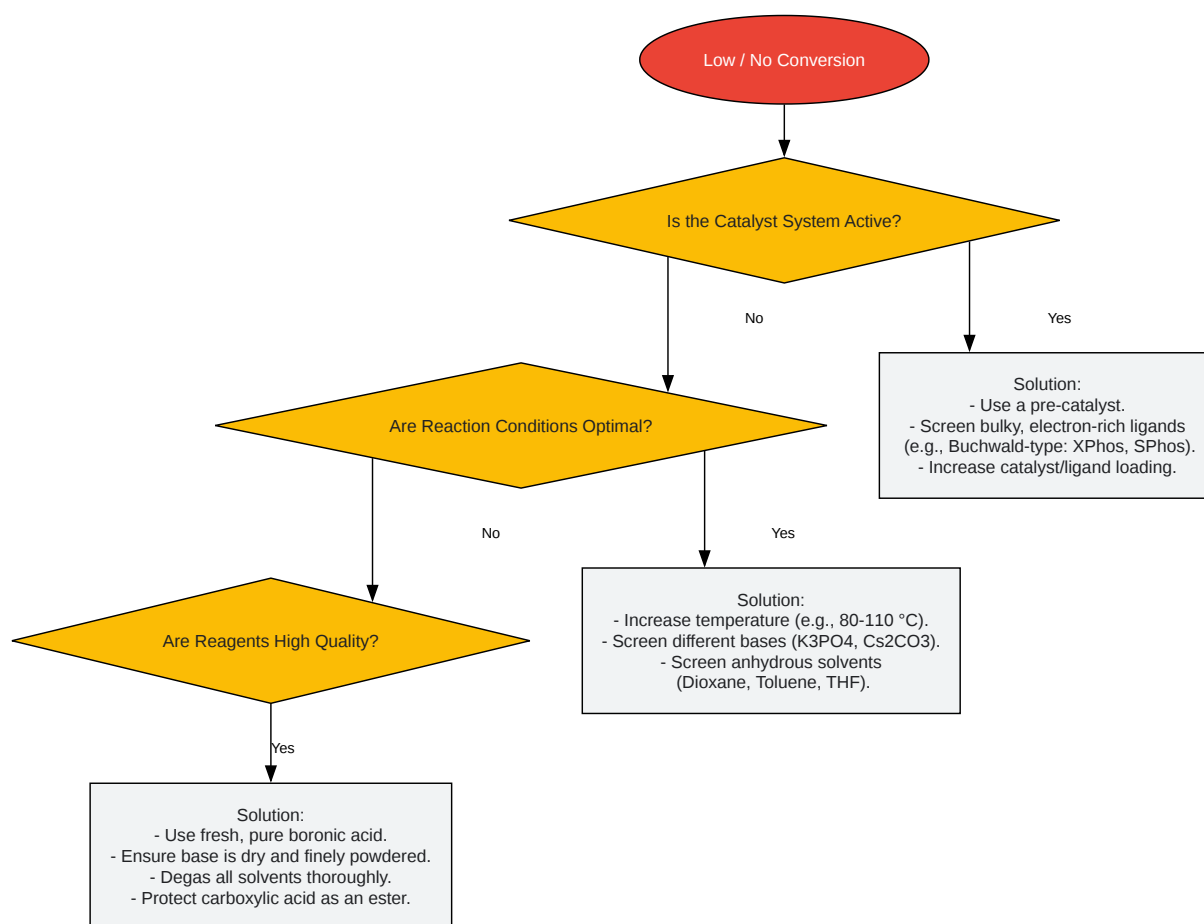 Low / No Conversion
Is the Catalyst System Active?
No
Yes
Solution:
- Use a pre-catalyst.
- Screen bulky, electron-rich ligands
(e.g., Buchwald-type: XPhos, SPhos).
- Increase catalyst/ligand loading.
Are Reaction Conditions Optimal?
No
Yes
Solution:
- Increase temperature (e.g., 80-110 °C).
- Screen different bases (K3PO4, Cs2CO3).
- Screen anhydrous solvents
(Dioxane, Toluene, THF).
Are Reagents High Quality?
Yes
Solution:
- Use fresh, pure boronic acid.
- Ensure base is dry and finely powdered.
- Degas all solvents thoroughly.
- Protect carboxylic acid as an ester.